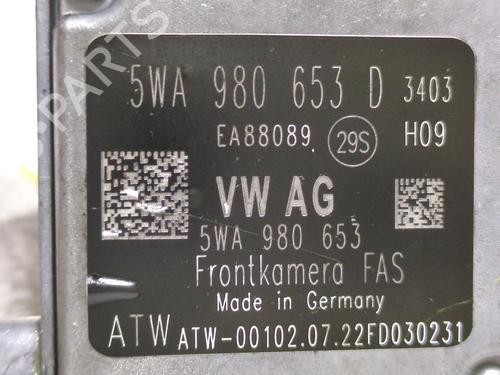 5WA 980 653 D 3403
EA88089 29S H09
VW AG
5WA 980 653
Frontkamera FAS
Made in Germany
ATW ATW-00102.07.22FD030231